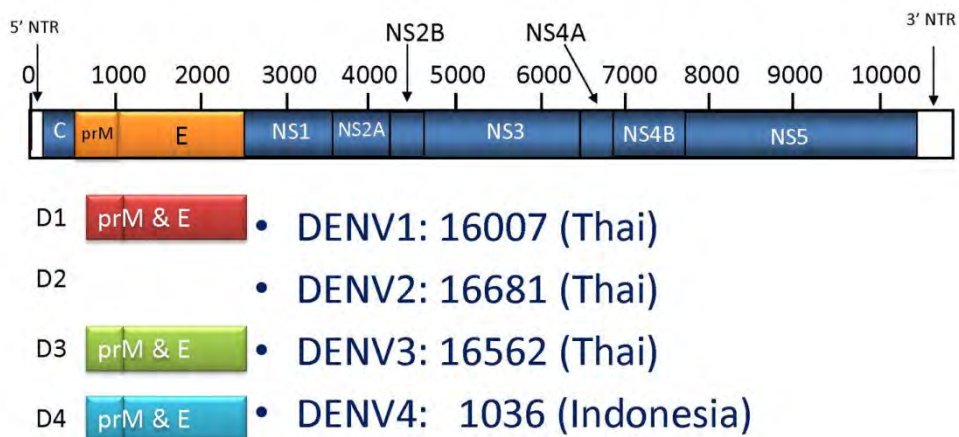 5' NTR
3' NTR
NS2B NS4A
0 1000 2000 3000 4000 5000 6000 7000 8000 9000 10000
C prM E NS1 NS2A NS3 NS4B NS5
D1 prM & E • DENV1: 16007 (Thai)
D2 • DENV2: 16681 (Thai)
D3 prM & E • DENV3: 16562 (Thai)
D4 prM & E • DENV4: 1036 (Indonesia)